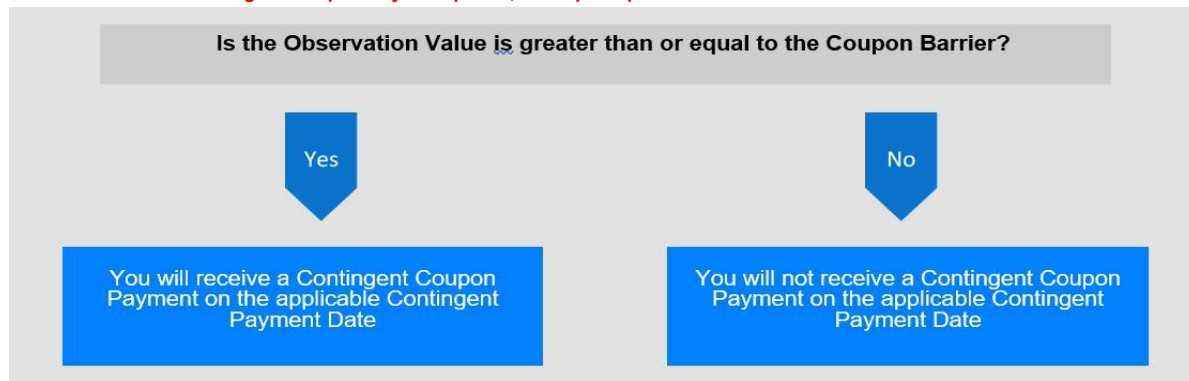 Is the Observation Value is greater than or equal to the Coupon Barrier?
Yes
No
You will receive a Contingent Coupon
Payment on the applicable Contingent
Payment Date
You will not receive a Contingent Coupon
Payment on the applicable Contingent
Payment Date